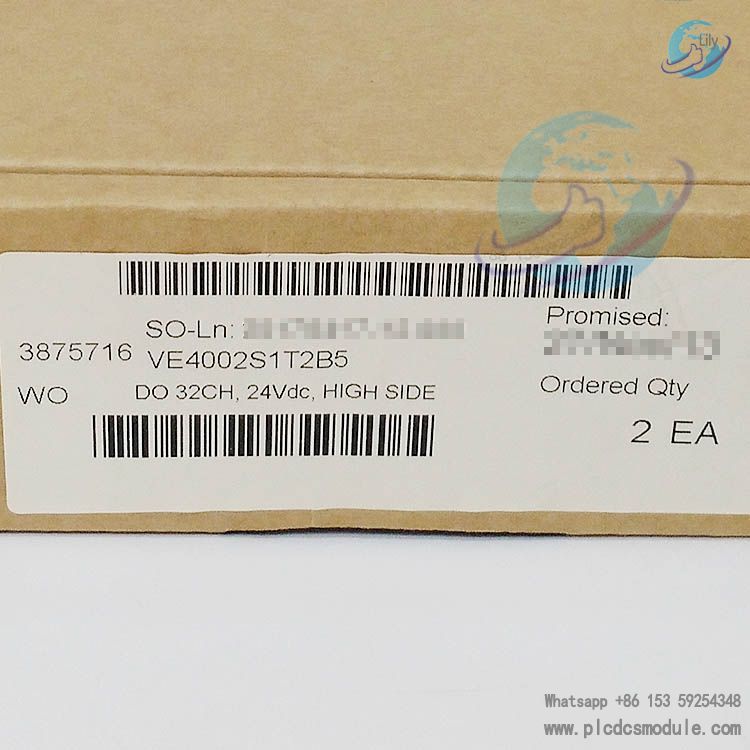 Lily
SO-Ln:
Promised:
3875716 VE4002S1T2B5
WO DO 32CH, 24Vdc, HIGH SIDE
Ordered Qty
2 EA
Whatsapp +86 153 59254348
www.plcdcsmodule.com